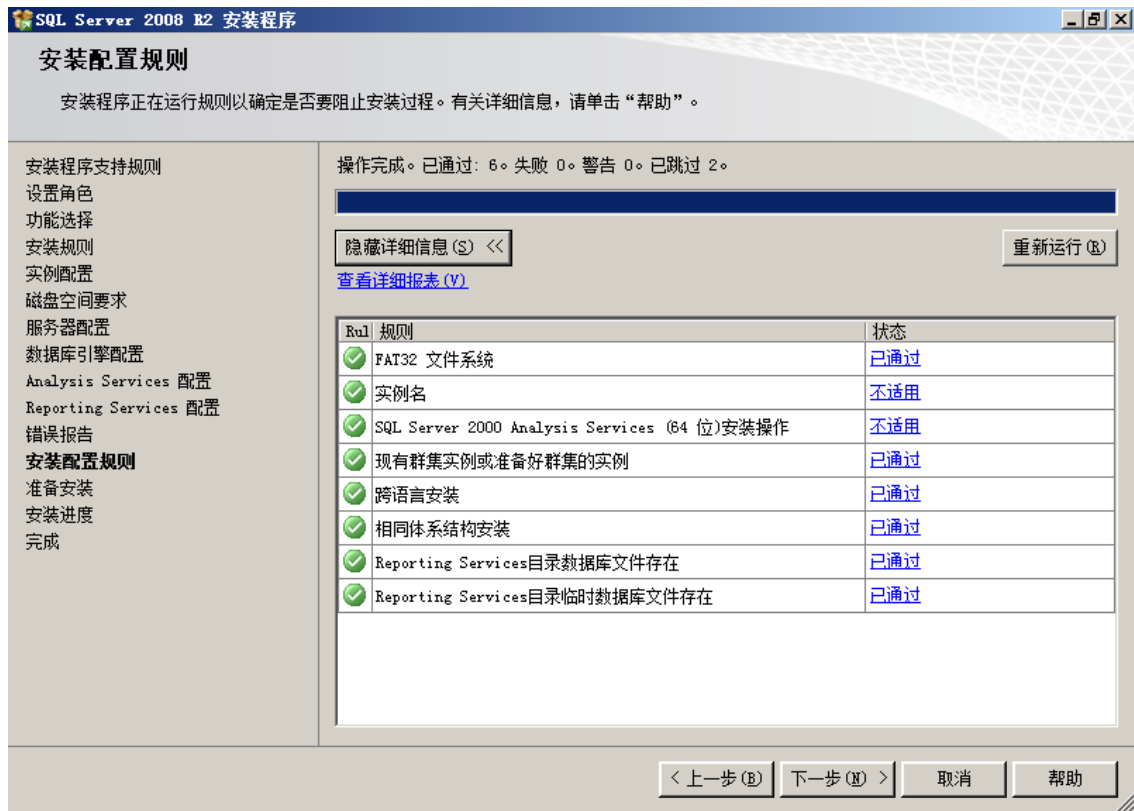 SQL Server 2008 R2 安装程序
安装配置规则
安装程序正在运行规则以确定是否要阻止安装过程。有关详细信息，请单击“帮助”。
安装程序支持规则
设置角色
功能选择
安装规则
实例配置
磁盘空间要求
服务器配置
数据库引擎配置
Analysis Services 配置
Reporting Services 配置
错误报告
安装配置规则
准备安装
安装进度
完成
操作完成。已通过: 6。失败 0。警告 0。已跳过 2。
隐藏详细信息(S) <<
重新运行(R)
查看详细报表(V)
Rul 规则 状态
FAT32 文件系统 已通过
实例名 不适用
SQL Server 2000 Analysis Services (64 位)安装操作 不适用
现有群集实例或准备好群集的实例 已通过
跨语言安装 已通过
相同体系结构安装 已通过
Reporting Services目录数据库文件存在 已通过
Reporting Services目录临时数据库文件存在 已通过
< 上一步(B) 下一步(N) > 取消 帮助